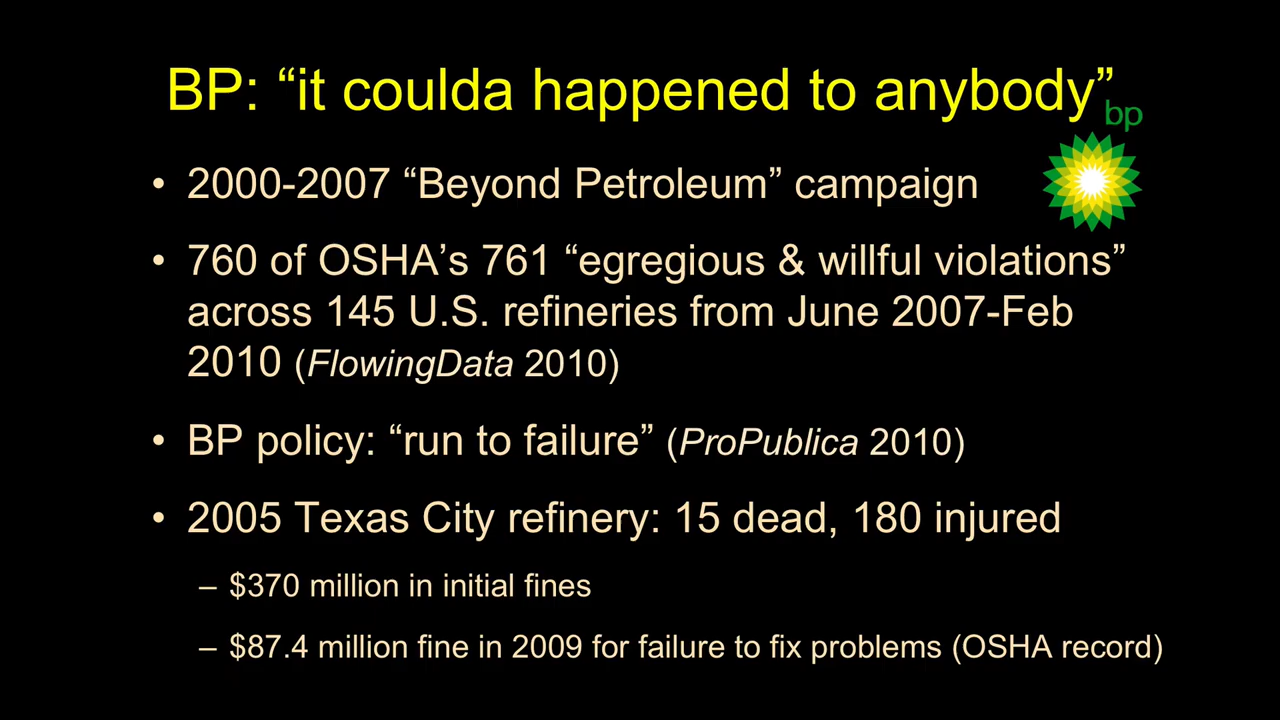 BP: “it coulda happened to anybody”
bp
• 2000-2007 “Beyond Petroleum” campaign
• 760 of OSHA’s 761 “egregious & willful violations”
across 145 U.S. refineries from June 2007-Feb
2010 (FlowingData 2010)
• BP policy: “run to failure” (ProPublica 2010)
• 2005 Texas City refinery: 15 dead, 180 injured
– $370 million in initial fines
– $87.4 million fine in 2009 for failure to fix problems (OSHA record)